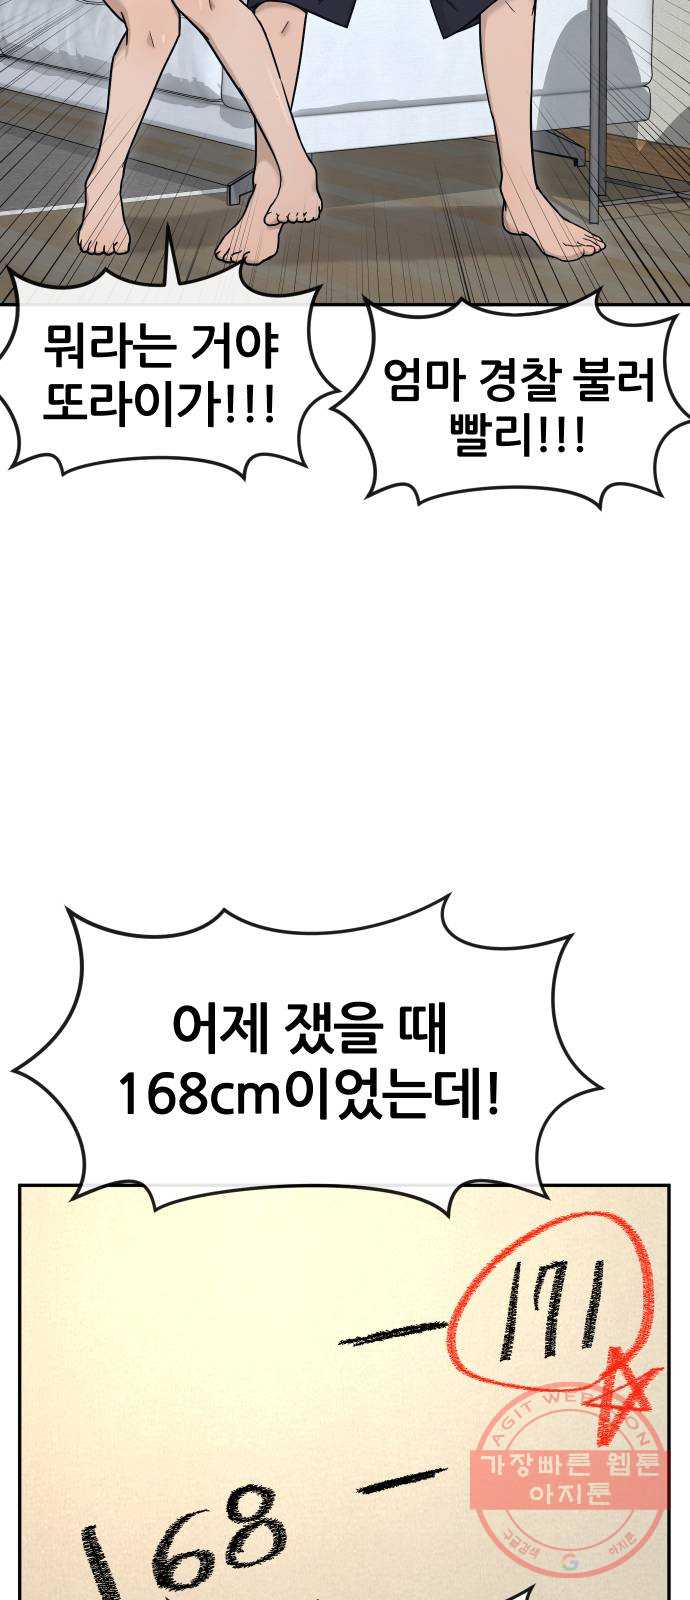 뭐라는 거야
또라이가!!!
엄마 경찰 불러
빨리!!!
어제 쟀을 때
168cm이었는데!
171
168
AGIT WEBTOON
가장빠른 웹툰
아지툰
구글검색 G 아지툰